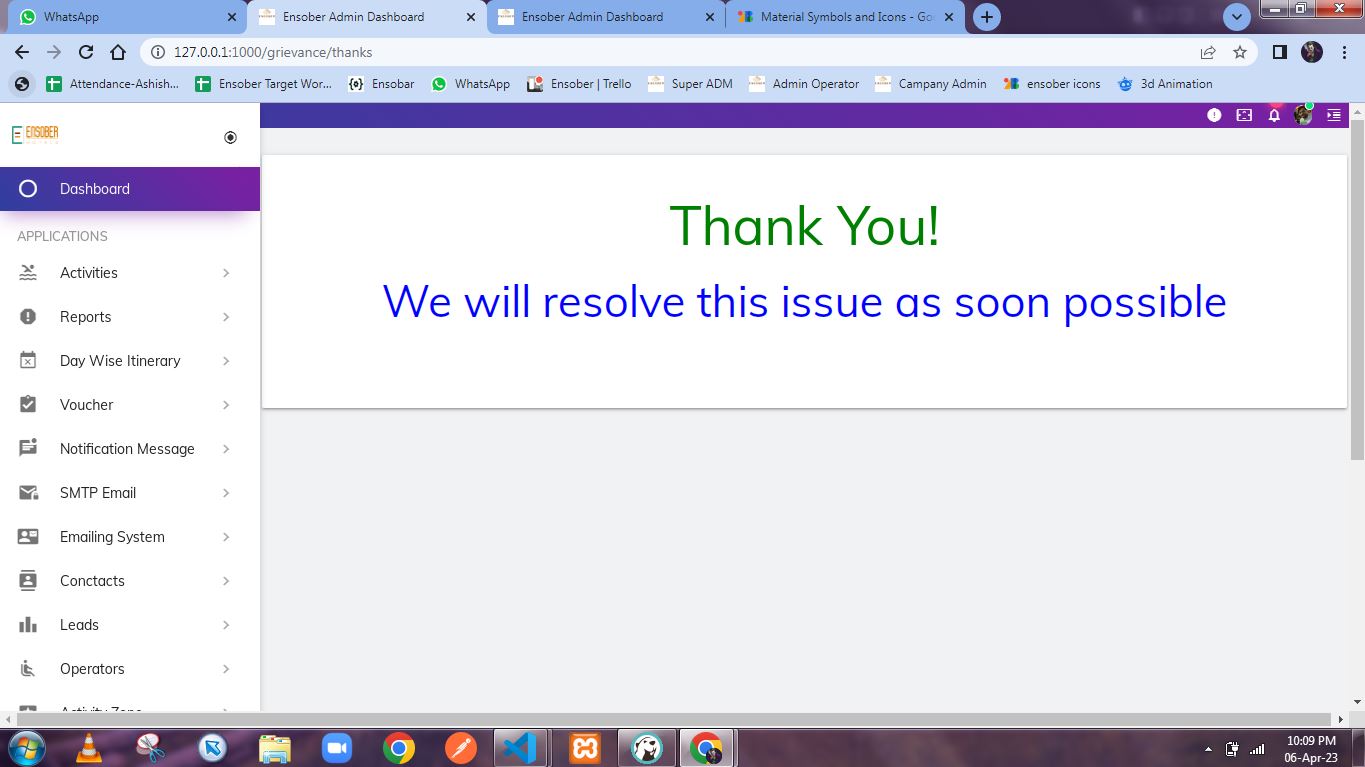 WhatsApp
Ensober Admin Dashboard
Ensober Admin Dashboard
Material Symbols and Icons - Goo
127.0.0.1:1000/grievance/thanks
Attendance-Ashish...
Ensober Target Wor...
Ensobar
WhatsApp
Ensober | Trello
Super ADM
Admin Operator
Campany Admin
ensober icons
3d Animation
ENSOBER
Dashboard
APPLICATIONS
Activities
Reports
Day Wise Itinerary
Voucher
Notification Message
SMTP Email
Emailing System
Conctacts
Leads
Operators
Activity Zone
Thank You!
We will resolve this issue as soon possible
10:09 PM
06-Apr-23